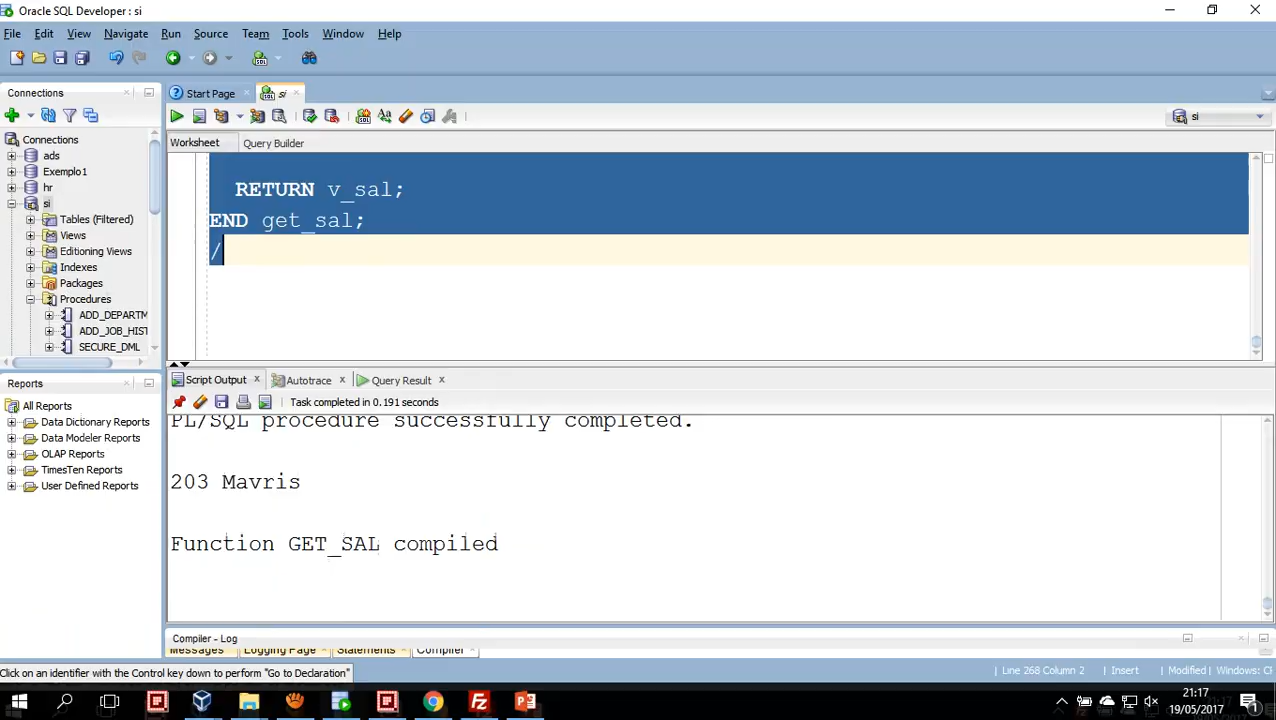 Oracle SQL Developer : si
File Edit View Navigate Run Source Team Tools Window Help
Connections
Start Page
si
si
Worksheet
Query Builder
Connections
ads
Exemplo1
hr
si
Tables (Filtered)
Views
Editioning Views
Indexes
Packages
Procedures
ADD_DEPARTM
ADD_JOB_HIST
SECURE_DML
RETURN v_sal;
END get_sal;
/
Reports
All Reports
Data Dictionary Reports
Data Modeler Reports
OLAP Reports
TimesTen Reports
User Defined Reports
Script Output
Autotrace
Query Result
Task completed in 0.191 seconds
PL/SQL procedure successfully completed.
203 Mavris
Function GET_SAL compiled
Compiler - Log
Messages
Logging Page
Statements
Compiler
Click on an identifier with the Control key down to perform "Go to Declaration"
Line 268 Column 2
Insert
Modified
Windows: CF
21:17
19/05/2017